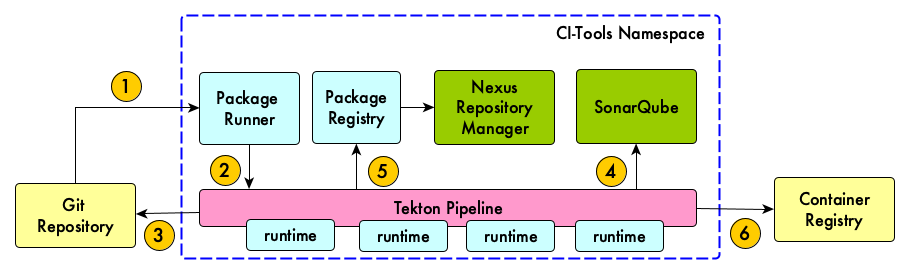 CI-Tools Namespace
1
Package
Runner
Package
Registry
Nexus
Repository
Manager
SonarQube
2
5
4
Git
Repository
3
Tekton Pipeline
runtime
runtime
runtime
runtime
6
Container
Registry